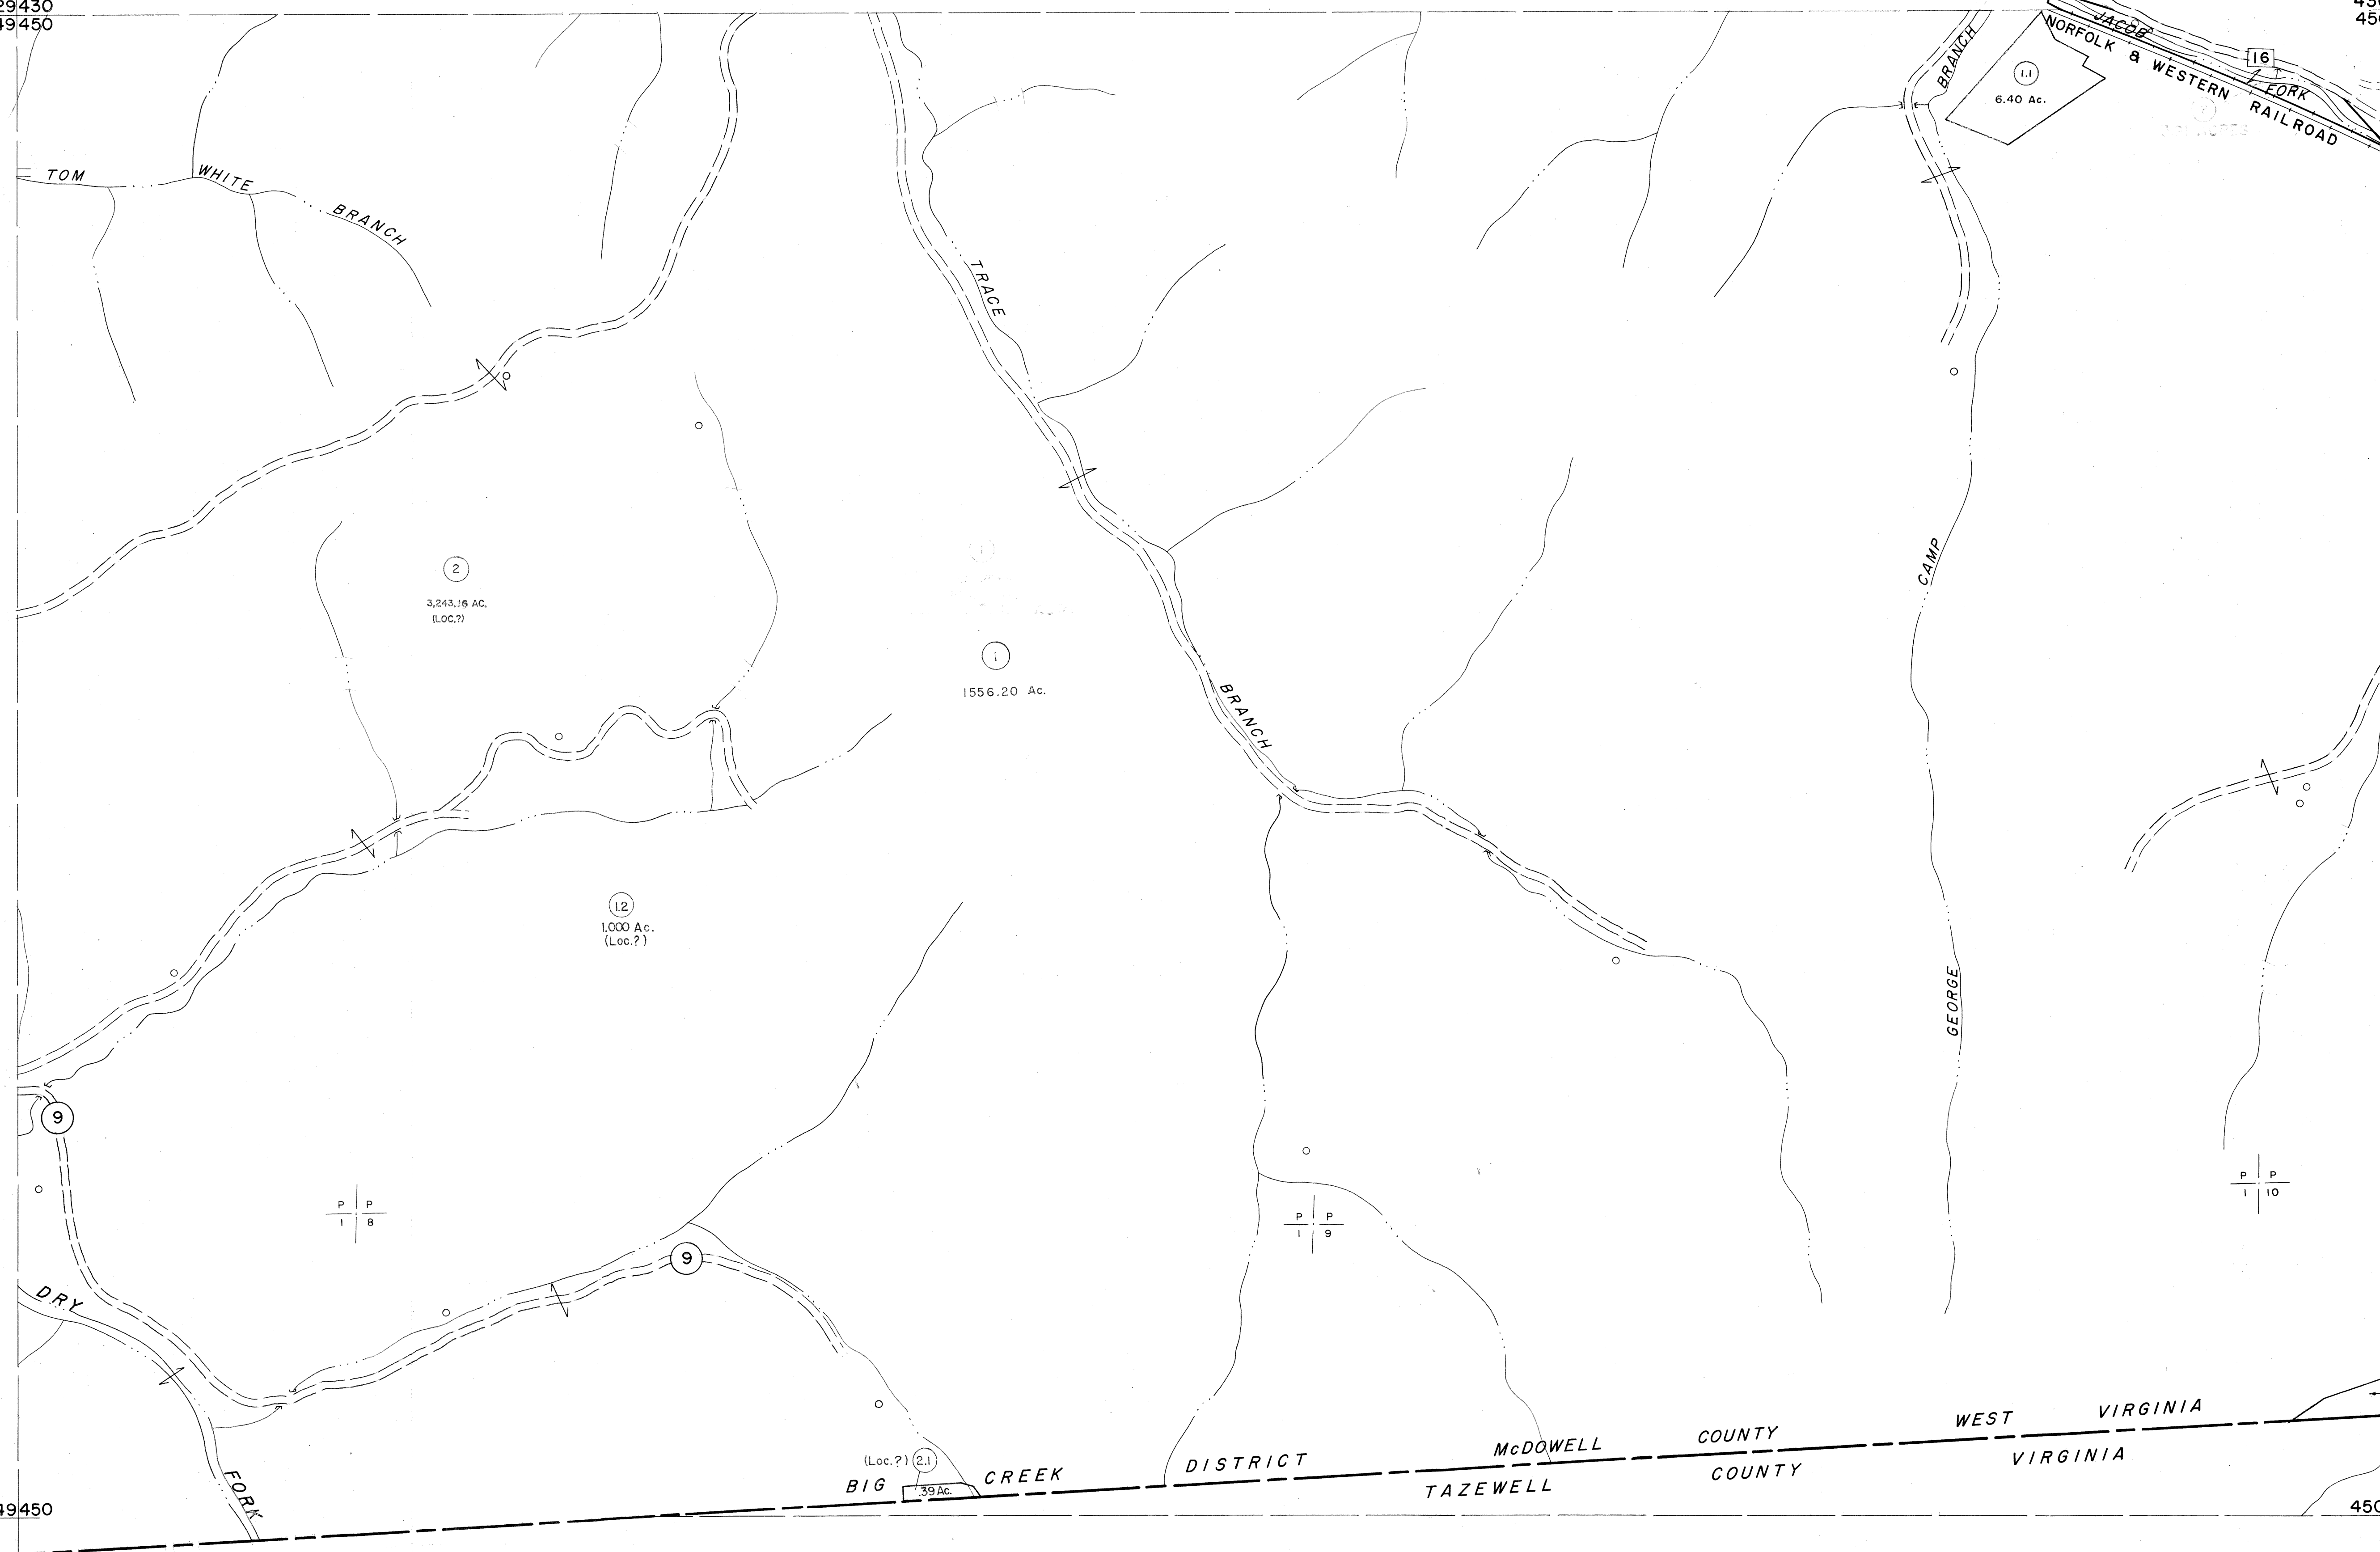 29430
49450
450
JACOB
FORK
NORFOLK & WESTERN RAILROAD
16
1.1
6.40 Ac.
BRANCH
CAMP
GEORGE
TOM WHITE BRANCH
TRACE
BRANCH
2
3,243.16 AC.
(LOC.?)
1
1556.20 Ac.
1.2
1.000 Ac.
(Loc.?)
9
P P
1 8
9
P P
1 9
P P
1 10
DRY
FORK
(Loc.?) 2.1
.39 Ac.
BIG CREEK DISTRICT McDOWELL COUNTY WEST VIRGINIA
TAZEWELL COUNTY VIRGINIA
49450
450